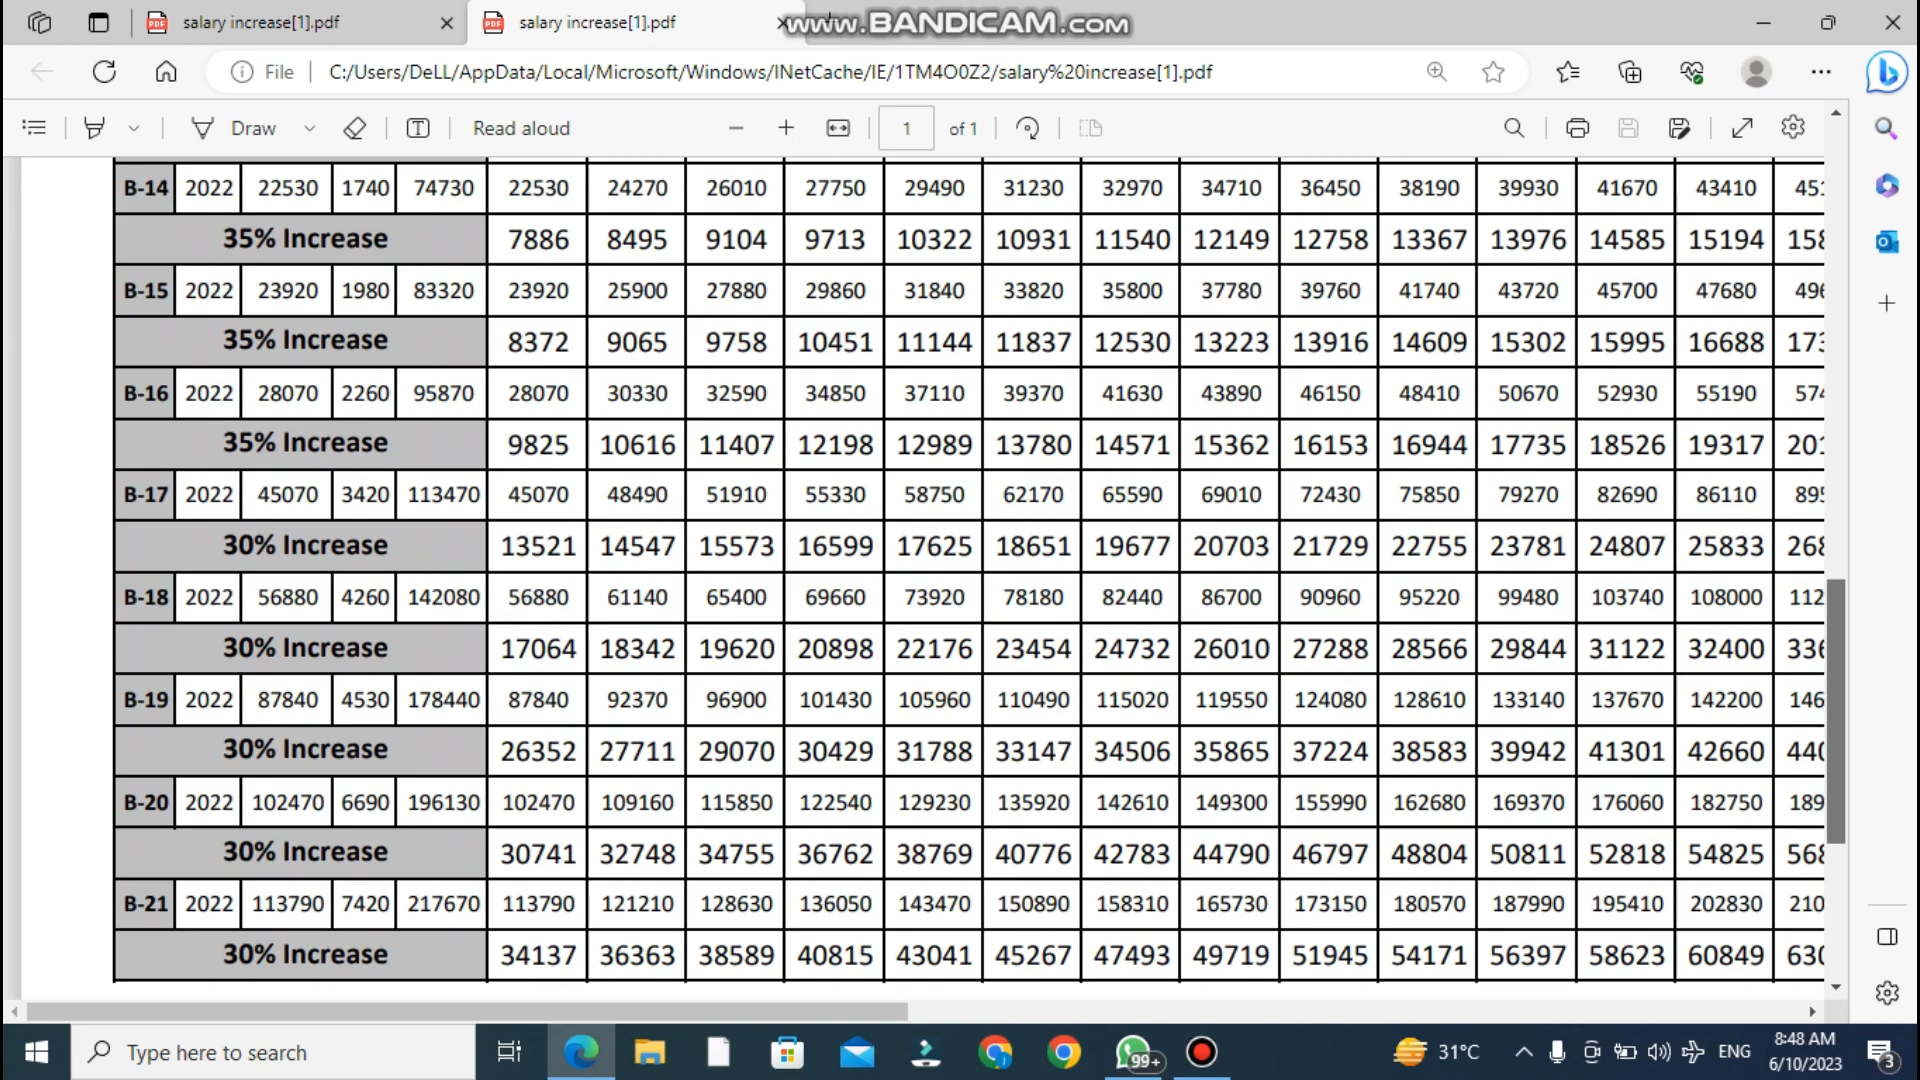 salary increase[1].pdf
salary increase[1].pdf
www.BANDICAM.com
File
C:/Users/DeLL/AppData/Local/Microsoft/Windows/INetCache/IE/1TM4O0Z2/salary%20increase[1].pdf
Draw
Read aloud
1 of 1
B-14 2022 22530 1740 74730 22530 24270 26010 27750 29490 31230 32970 34710 36450 38190 39930 41670 43410
35% Increase 7886 8495 9104 9713 10322 10931 11540 12149 12758 13367 13976 14585 15194
B-15 2022 23920 1980 83320 23920 25900 27880 29860 31840 33820 35800 37780 39760 41740 43720 45700 47680
35% Increase 8372 9065 9758 10451 11144 11837 12530 13223 13916 14609 15302 15995 16688
B-16 2022 28070 2260 95870 28070 30330 32590 34850 37110 39370 41630 43890 46150 48410 50670 52930 55190
35% Increase 9825 10616 11407 12198 12989 13780 14571 15362 16153 16944 17735 18526 19317
B-17 2022 45070 3420 113470 45070 48490 51910 55330 58750 62170 65590 69010 72430 75850 79270 82690 86110
30% Increase 13521 14547 15573 16599 17625 18651 19677 20703 21729 22755 23781 24807 25833
B-18 2022 56880 4260 142080 56880 61140 65400 69660 73920 78180 82440 86700 90960 95220 99480 103740 108000
30% Increase 17064 18342 19620 20898 22176 23454 24732 26010 27288 28566 29844 31122 32400
B-19 2022 87840 4530 178440 87840 92370 96900 101430 105960 110490 115020 119550 124080 128610 133140 137670 142200
30% Increase 26352 27711 29070 30429 31788 33147 34506 35865 37224 38583 39942 41301 42660
B-20 2022 102470 6690 196130 102470 109160 115850 122540 129230 135920 142610 149300 155990 162680 169370 176060 182750
30% Increase 30741 32748 34755 36762 38769 40776 42783 44790 46797 48804 50811 52818 54825
B-21 2022 113790 7420 217670 113790 121210 128630 136050 143470 150890 158310 165730 173150 180570 187990 195410 202830
30% Increase 34137 36363 38589 40815 43041 45267 47493 49719 51945 54171 56397 58623 60849
Type here to search
99+
31°C
ENG
8:48 AM
6/10/2023
3